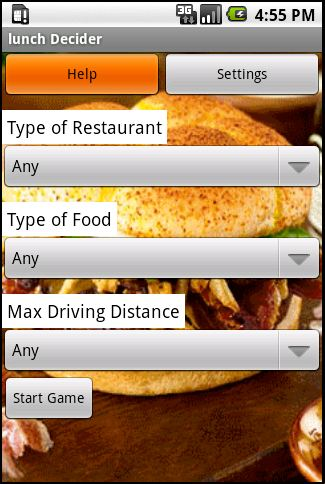 3G
4:55 PM
lunch Decider
Help
Settings
Type of Restaurant
Any
Type of Food
Any
Max Driving Distance
Any
Start Game